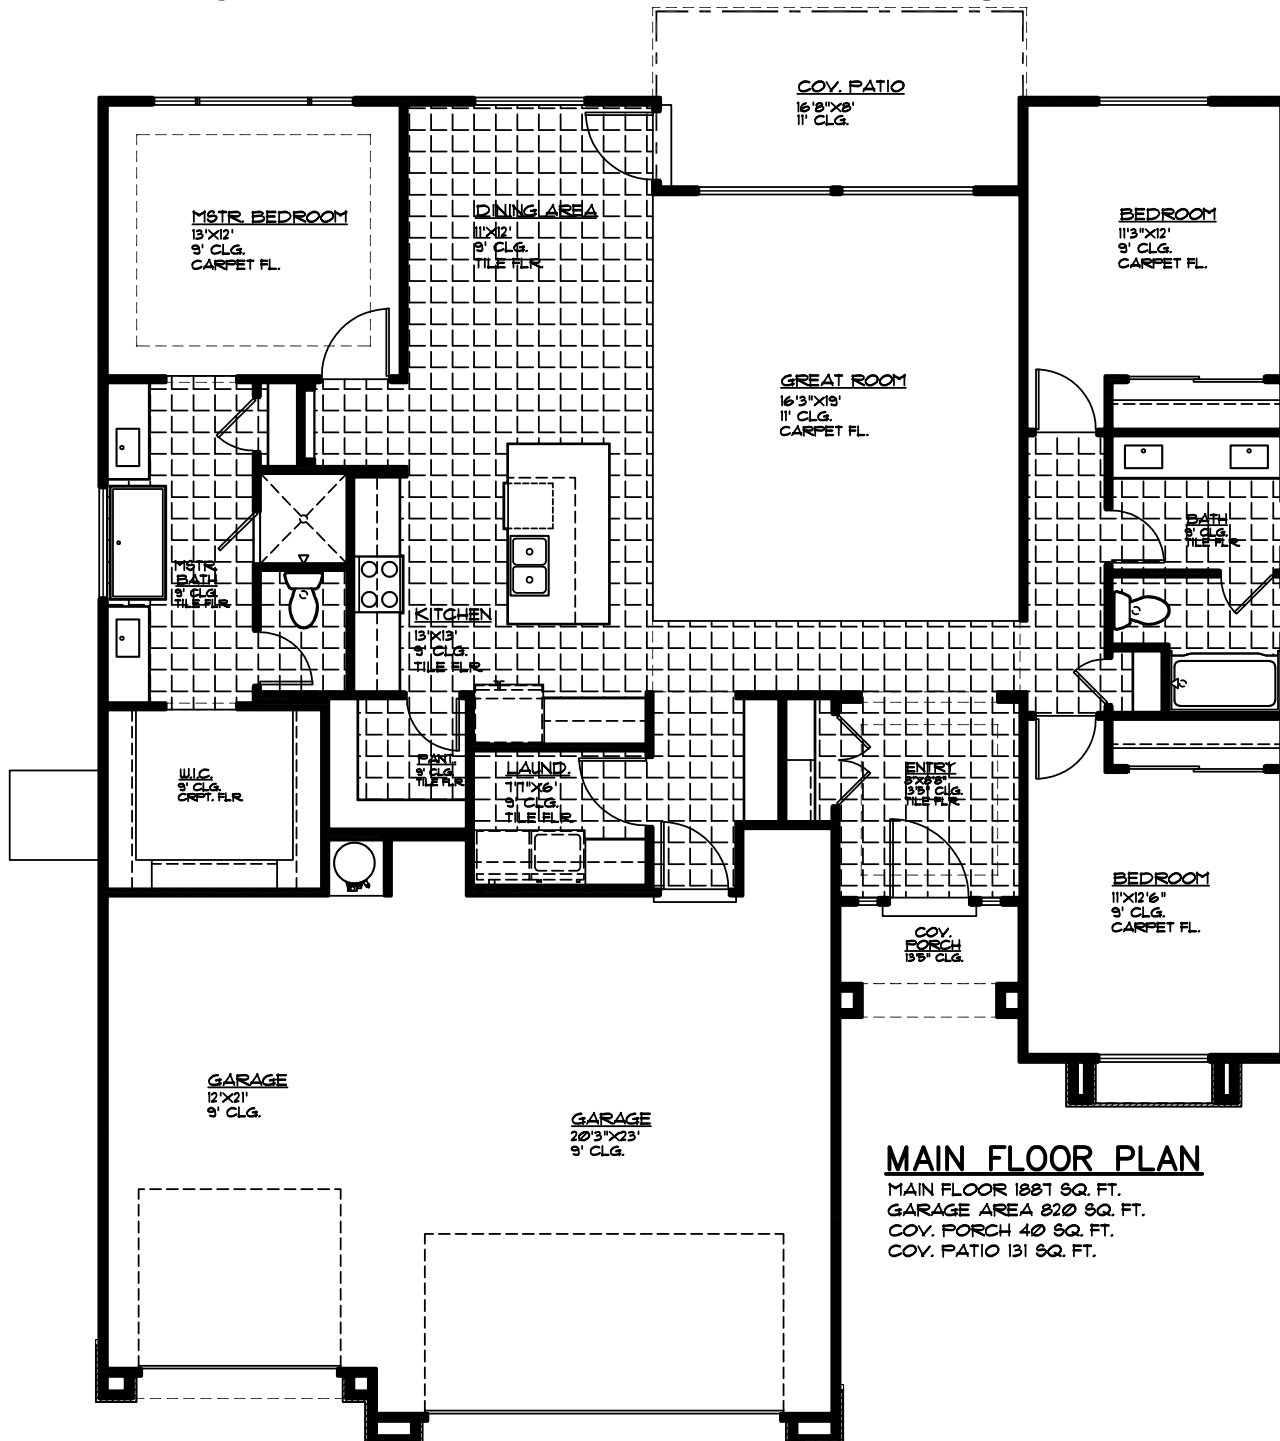 COV. PATIO
16'8"X8'
11' CLG.
MSTR. BEDROOM
13'X12'
9' CLG.
CARPET FL.
DINING AREA
11'X12'
9' CLG.
TILE FLR.
BEDROOM
11'3"X12'
9' CLG.
CARPET FL.
GREAT ROOM
16'3"X19'
11' CLG.
CARPET FL.
BATH
9' CLG.
TILE FLR.
MSTR.
BATH
9' CLG.
TILE FLR.
KITCHEN
13'X13'
9' CLG.
TILE FLR.
W.I.C.
9' CLG.
CRPT. FLR.
PANT.
9' CLG.
TILE FLR.
LAUND.
7'7"X6'
9' CLG.
TILE FLR.
ENTRY
8'X8'8"
13'5" CLG.
TILE FLR.
BEDROOM
11'X12'6"
9' CLG.
CARPET FL.
COV.
PORCH
13'5" CLG.
GARAGE
12'X21'
9' CLG.
GARAGE
20'3"X23'
9' CLG.
MAIN FLOOR PLAN
MAIN FLOOR 1887 SQ. FT.
GARAGE AREA 820 SQ. FT.
COV. PORCH 40 SQ. FT.
COV. PATIO 131 SQ. FT.